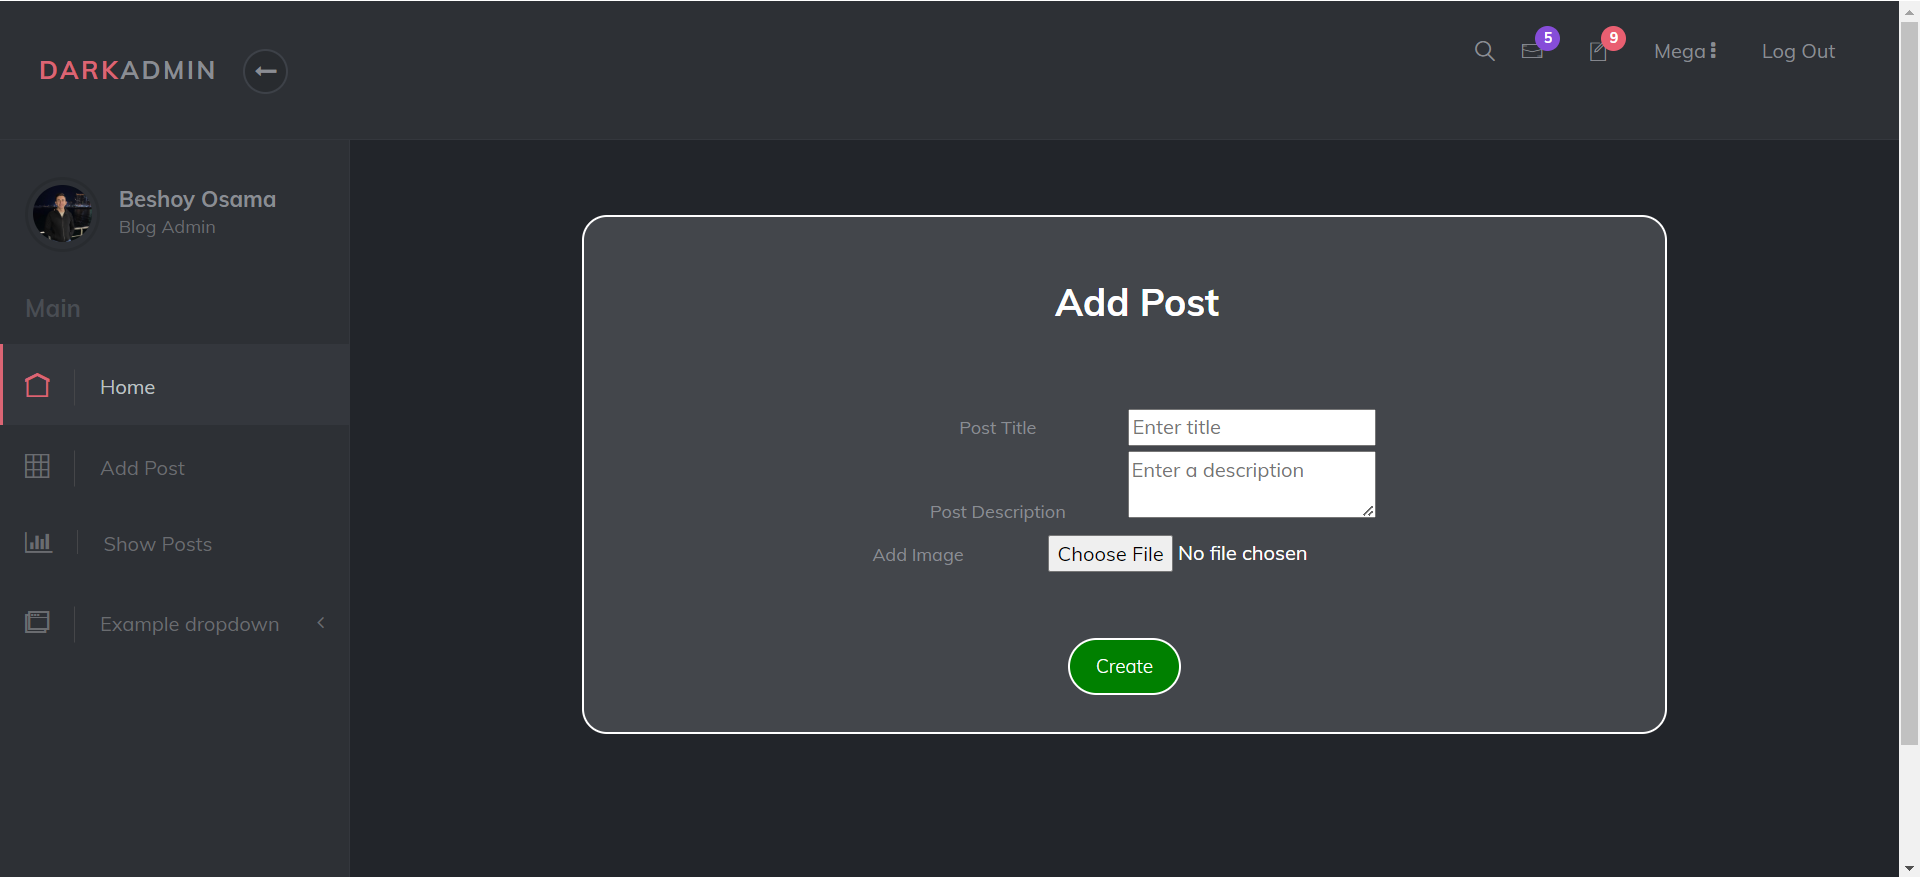 DARKADMIN
5
9
Mega
Log Out
Beshoy Osama
Blog Admin
Main
Home
Add Post
Show Posts
Example dropdown
Add Post
Post Title
Enter title
Enter a description
Post Description
Add Image
Choose File No file chosen
Create